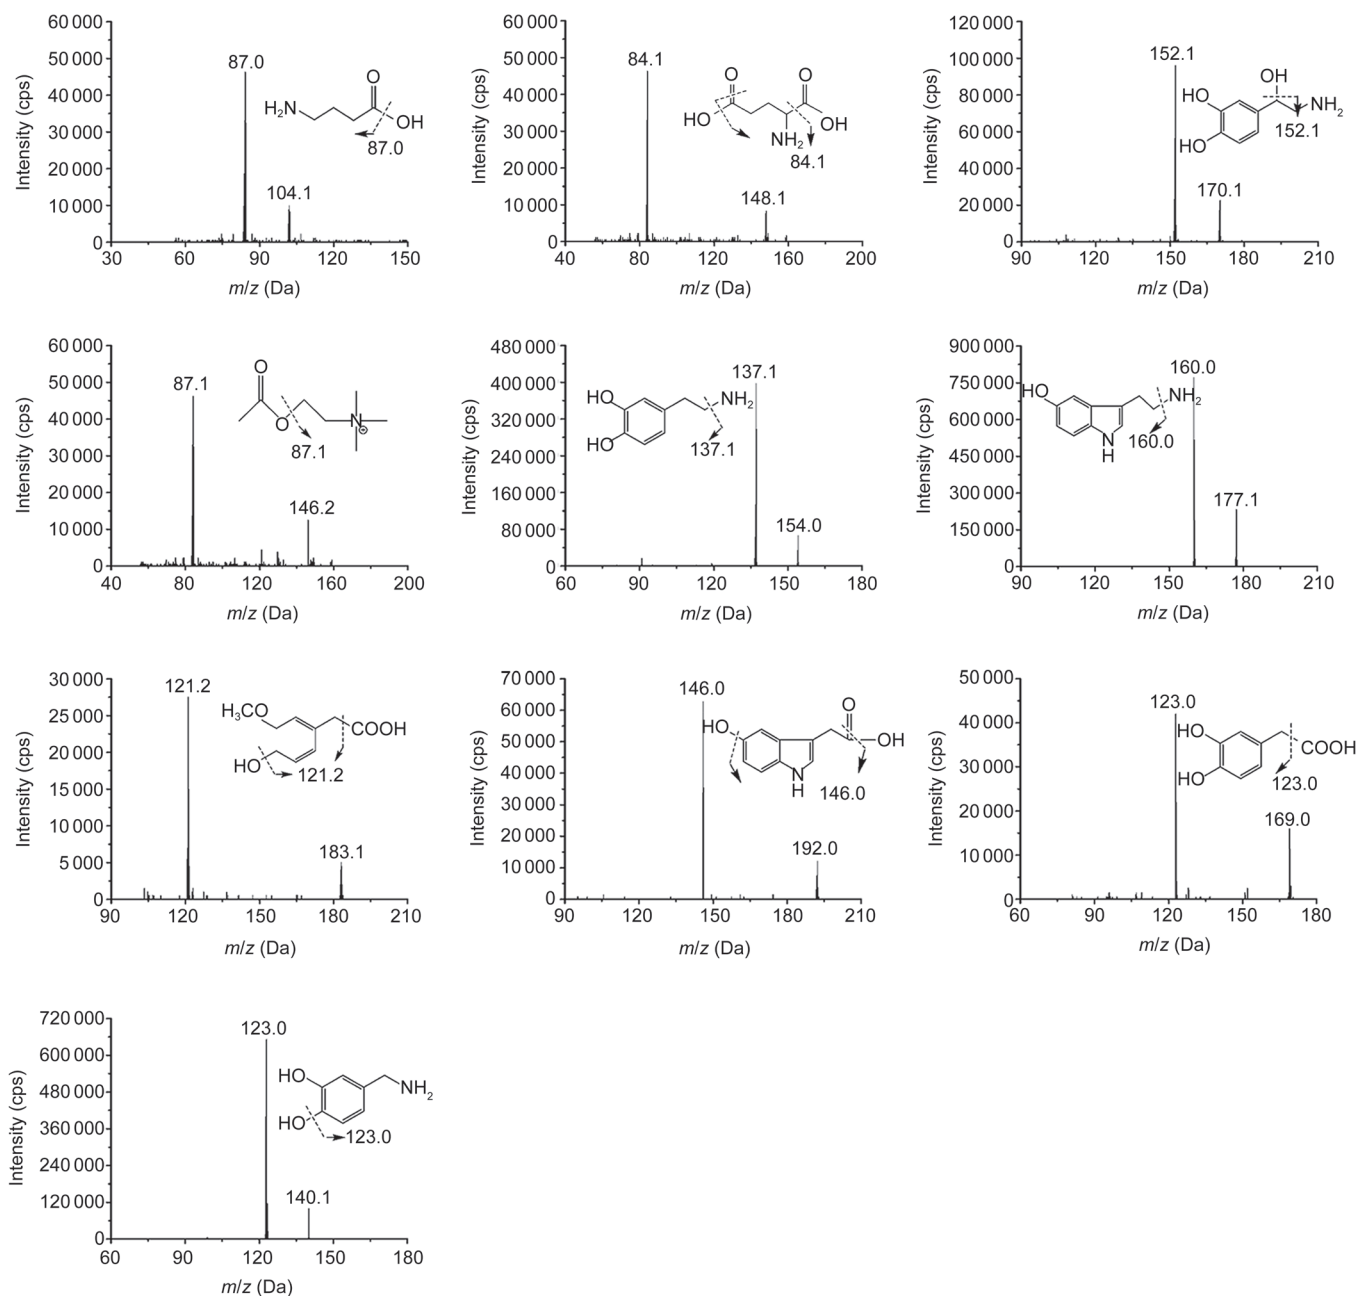 60 000
50 000
40 000
30 000
20 000
10 000
0
Intensity (cps)
30
60
80
100
120
150
m/z (Da)
87.0
104.1
H2N
O
OH
87.0
60 000
50 000
40 000
30 000
20 000
10 000
0
Intensity (cps)
40
80
120
160
200
m/z (Da)
84.1
148.1
O
O
HO
OH
NH2
84.1
120 000
100 000
80 000
60 000
40 000
20 000
0
Intensity (cps)
90
120
150
180
210
m/z (Da)
152.1
170.1
OH
HO
HO
NH2
152.1
60 000
50 000
40 000
30 000
20 000
10 000
0
Intensity (cps)
40
80
120
160
200
m/z (Da)
87.1
146.2
O
O
N
⊕
87.1
480 000
400 000
320 000
240 000
160 000
80 000
0
Intensity (cps)
60
90
120
150
180
m/z (Da)
137.1
154.0
HO
HO
NH2
137.1
900 000
750 000
600 000
450 000
300 000
150 000
0
Intensity (cps)
90
120
150
180
210
m/z (Da)
160.0
177.1
HO
NH2
N
H
160.0
30 000
25 000
20 000
15 000
10 000
5 000
0
Intensity (cps)
90
120
150
180
210
m/z (Da)
121.2
183.1
H3CO
COOH
HO
121.2
70 000
60 000
50 000
40 000
30 000
20 000
10 000
0
Intensity (cps)
90
120
150
180
210
m/z (Da)
146.0
192.0
HO
O
OH
N
H
146.0
50 000
40 000
30 000
20 000
10 000
0
Intensity (cps)
60
90
120
150
180
m/z (Da)
123.0
169.0
HO
HO
COOH
123.0
720 000
600 000
480 000
360 000
240 000
120 000
0
Intensity (cps)
60
90
120
150
180
m/z (Da)
123.0
140.1
HO
HO
NH2
123.0